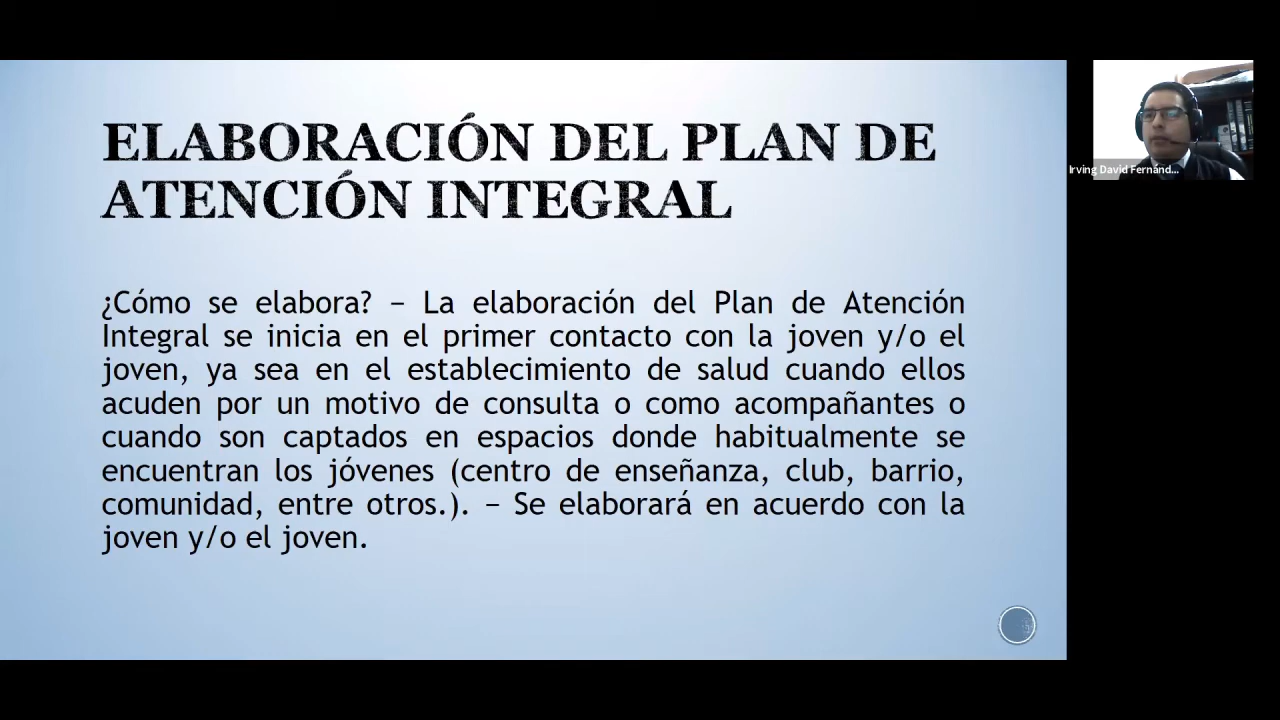 ELABORACIÓN DEL PLAN DE
ATENCIÓN INTEGRAL
¿Cómo se elabora? – La elaboración del Plan de Atención
Integral se inicia en el primer contacto con la joven y/o el
joven, ya sea en el establecimiento de salud cuando ellos
acuden por un motivo de consulta o como acompañantes o
cuando son captados en espacios donde habitualmente se
encuentran los jóvenes (centro de enseñanza, club, barrio,
comunidad, entre otros.). – Se elaborará en acuerdo con la
joven y/o el joven.
Irving David Fernánd...